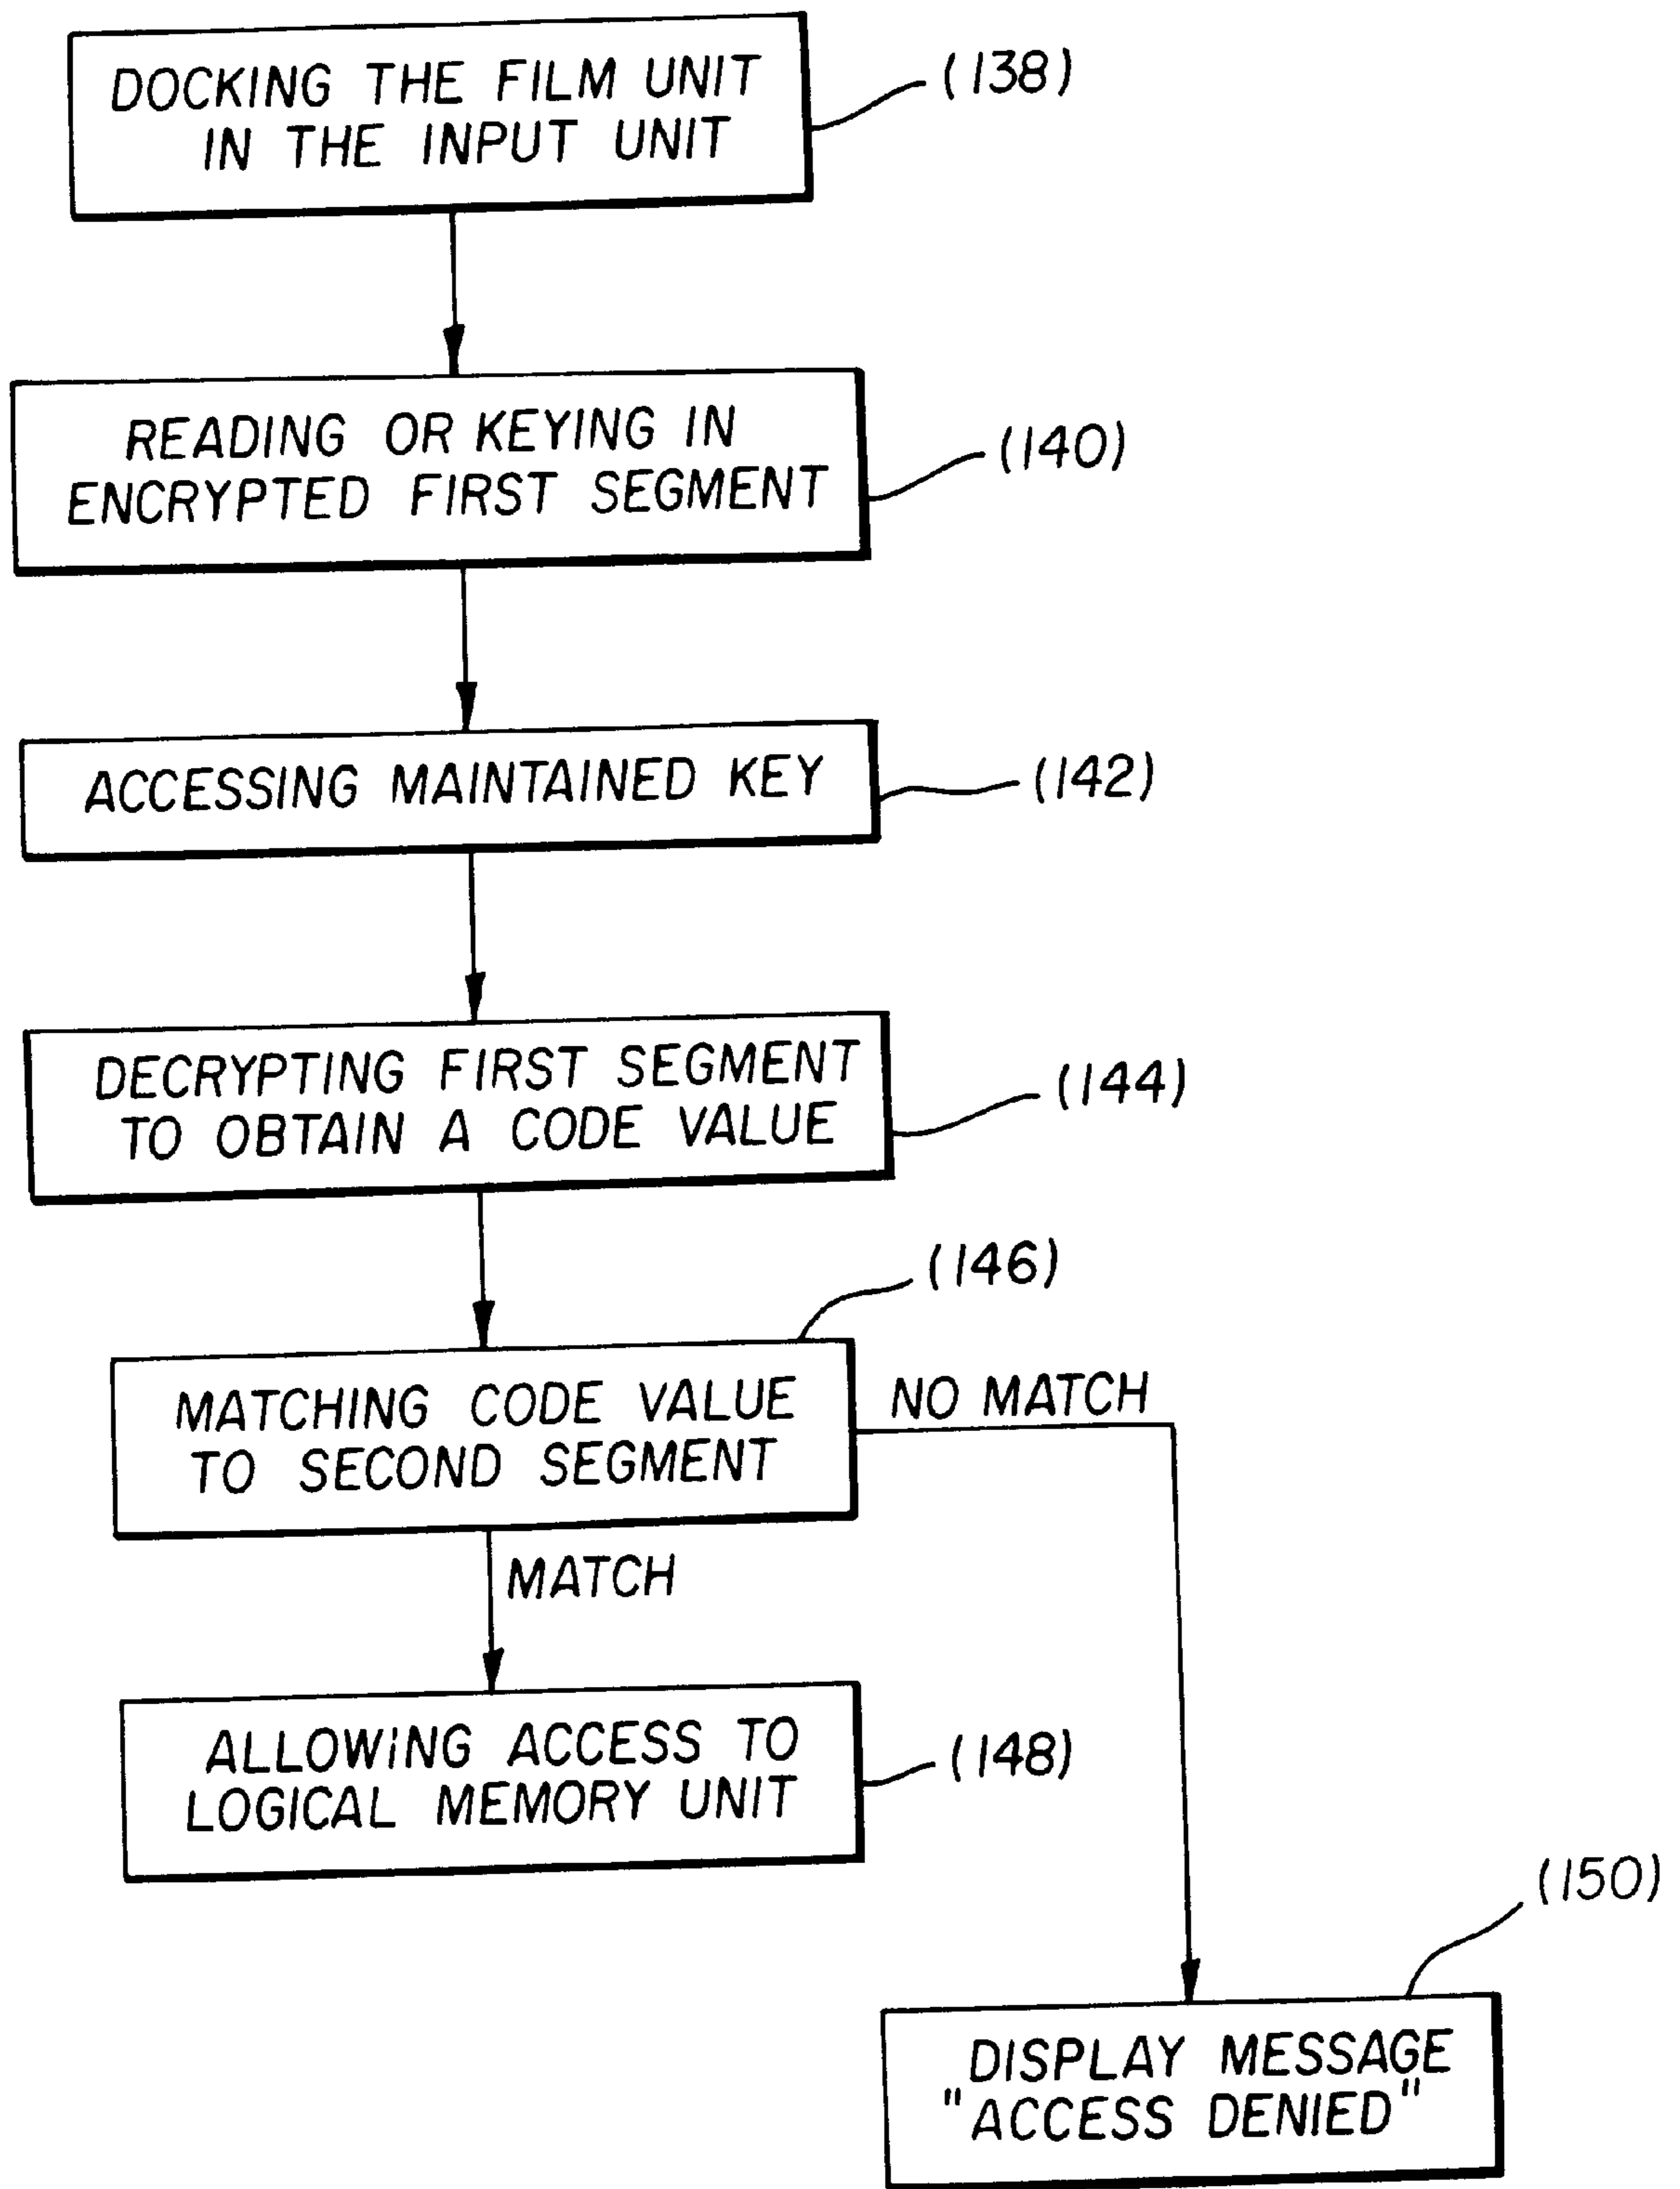 DOCKING THE FILM UNIT
IN THE INPUT UNIT
(138)
READING OR KEYING IN
ENCRYPTED FIRST SEGMENT
(140)
ACCESSING MAINTAINED KEY
(142)
DECRYPTING FIRST SEGMENT
TO OBTAIN A CODE VALUE
(144)
(146)
MATCHING CODE VALUE
TO SECOND SEGMENT
NO MATCH
MATCH
ALLOWING ACCESS TO
LOGICAL MEMORY UNIT
(148)
(150)
DISPLAY MESSAGE
"ACCESS DENIED"